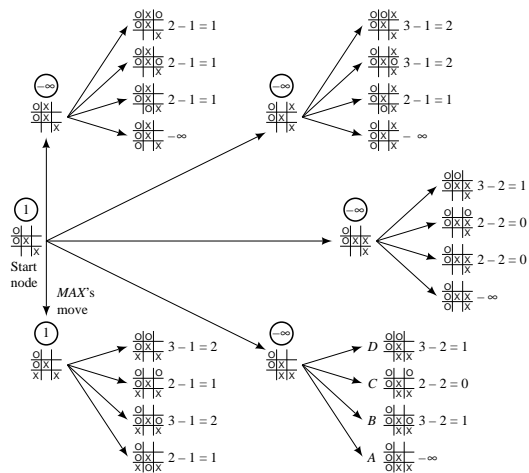 2 – 1 = 1
2 – 1 = 1
2 – 1 = 1
– ∞
–∞
3 – 1 = 2
3 – 1 = 2
2 – 1 = 1
– ∞
–∞
1
Start
node
MAX's
move
–∞
3 – 2 = 1
2 – 2 = 0
2 – 2 = 0
– ∞
1
3 – 1 = 2
2 – 1 = 1
3 – 1 = 2
2 – 1 = 1
–∞
D 3 – 2 = 1
C 2 – 2 = 0
B 3 – 2 = 1
A –∞